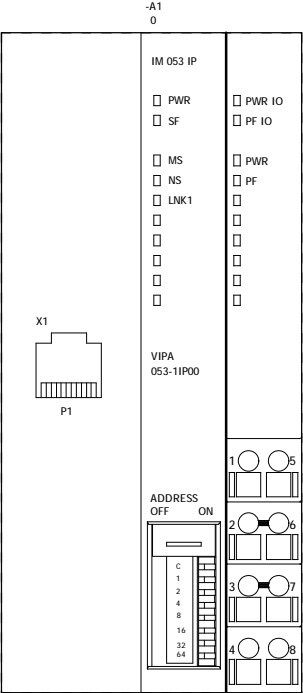 -A1
0
IM 053 IP
PWR
SF
MS
NS
LNK1
PWR IO
PF IO
PWR
PF
X1
P1
VIPA
053-1IP00
ADDRESS
OFF ON
C
1
2
4
8
16
32
64
1 5
2 6
3 7
4 8